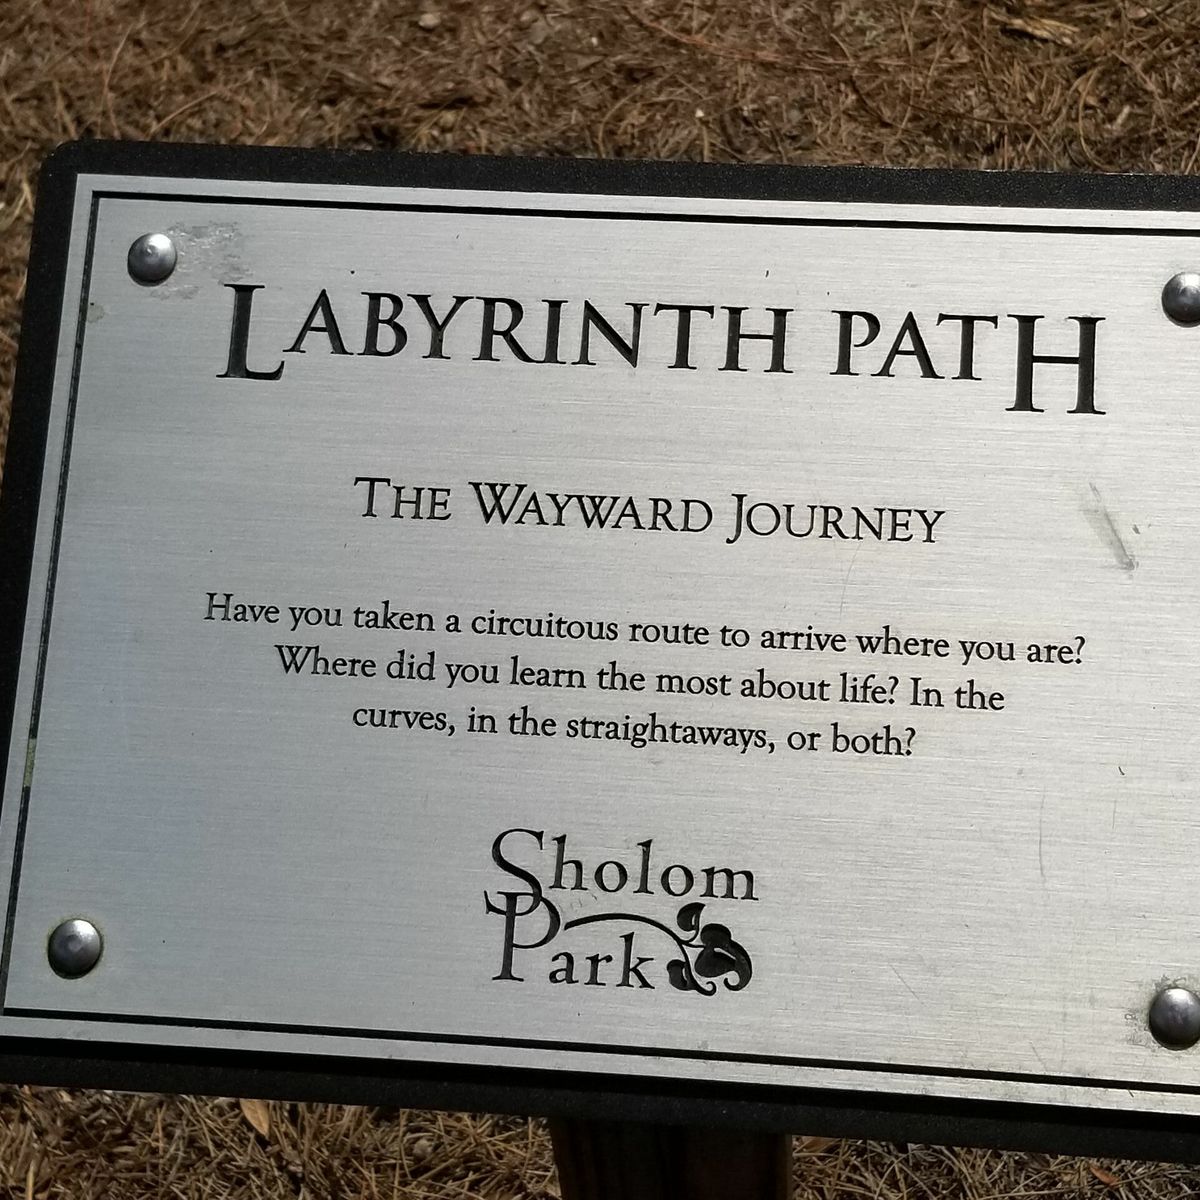 LABYRINTH PATH
THE WAYWARD JOURNEY
Have you taken a circuitous route to arrive where you are?
Where did you learn the most about life? In the
curves, in the straightaways, or both?
Sholom
Park